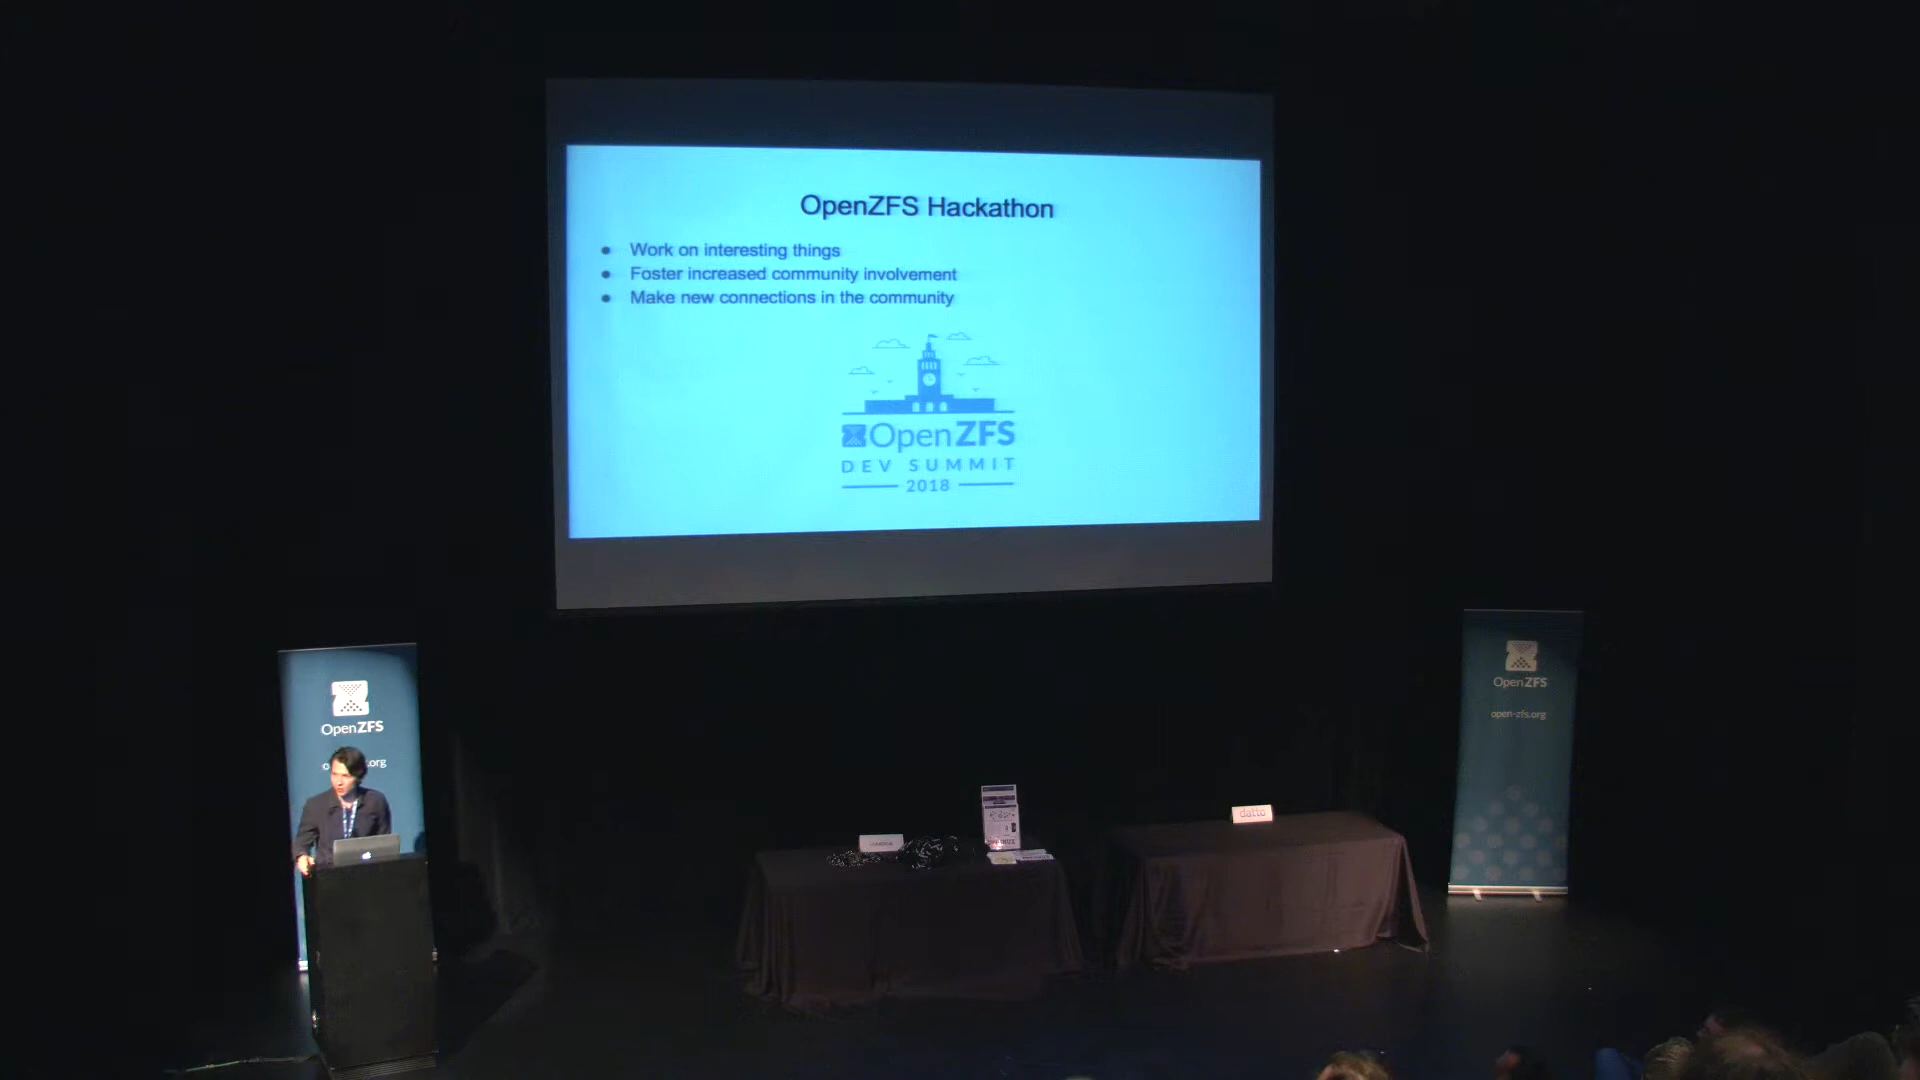 OpenZFS Hackathon
● Work on interesting things
● Foster increased community involvement
● Make new connections in the community
OpenZFS
DEV SUMMIT
2018
OpenZFS
.org
OpenZFS
open-zfs.org
datto